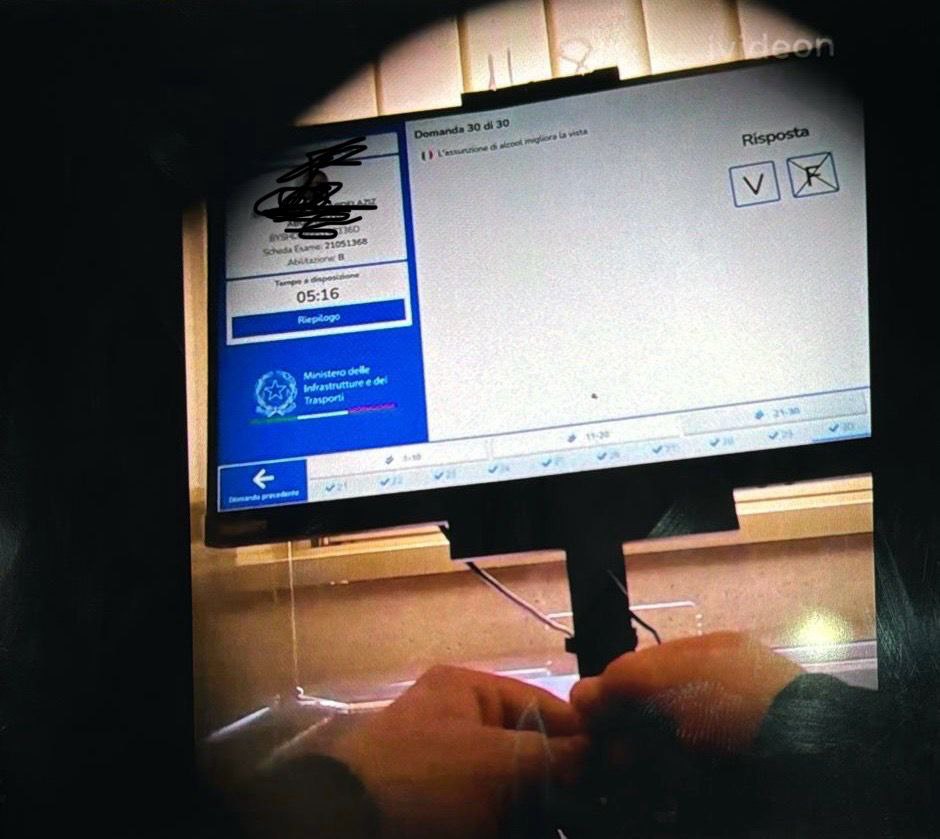 ivideon
Domanda 30 di 30
L'assunzione di alcool migliora la vista
Risposta
V
F
Scheda Esame: 21051368
Abilitazione: B
Tempo a disposizione
05:16
Riepilogo
Ministero delle
Infrastrutture e dei
Trasporti
1-10
11-20
21-30
Domanda precedente
21
22
23
24
25
26
27
28
29
30